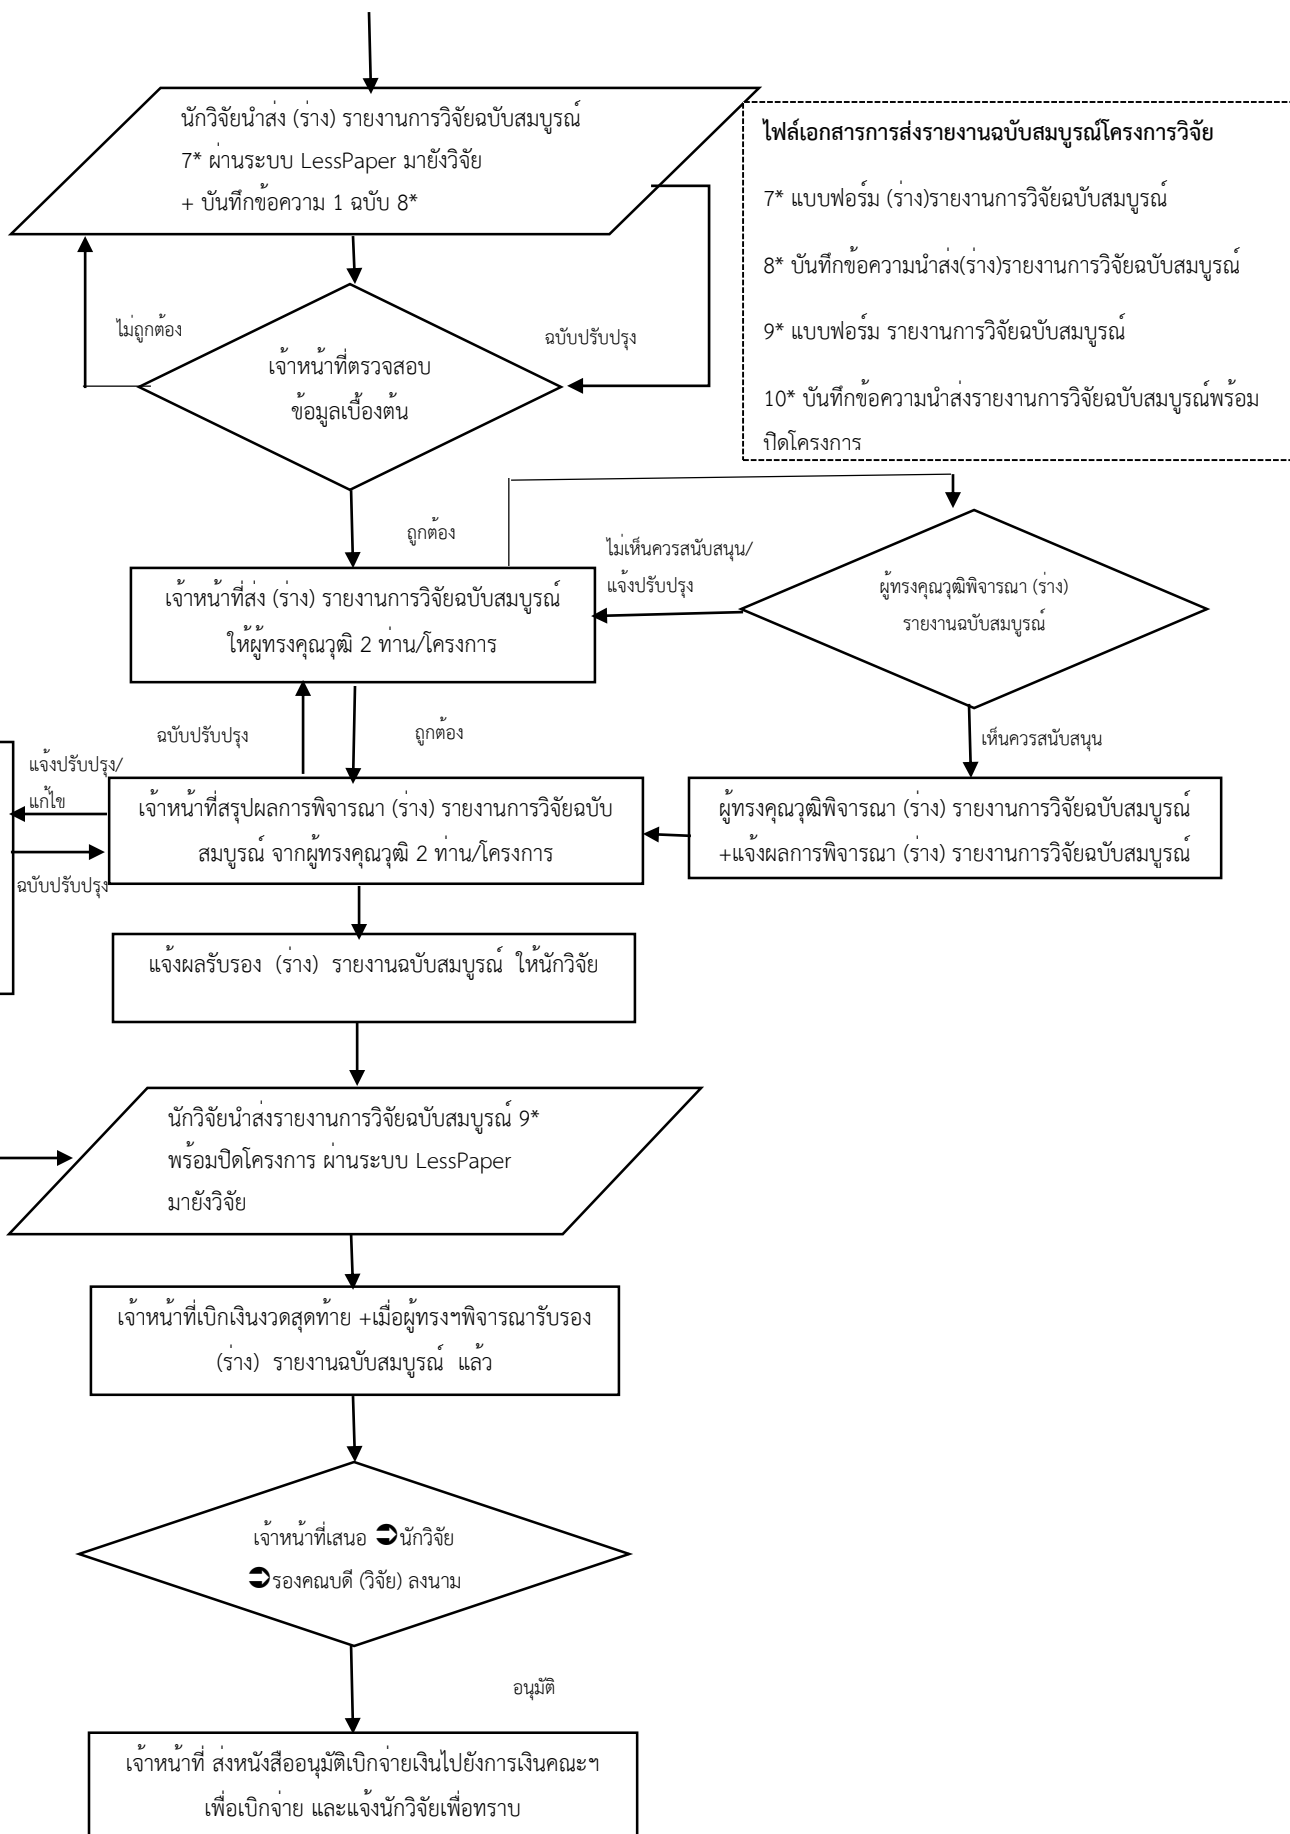 นักวิจัยนำส่ง (ร่าง) รายงานการวิจัยฉบับสมบูรณ์
7* ผ่านระบบ LessPaper มายังวิจัย
+ บันทึกข้อความ 1 ฉบับ 8*
ไฟล์เอกสารการส่งรายงานฉบับสมบูรณ์โครงการวิจัย
7* แบบฟอร์ม (ร่าง)รายงานการวิจัยฉบับสมบูรณ์
8* บันทึกข้อความนำส่ง(ร่าง)รายงานการวิจัยฉบับสมบูรณ์
9* แบบฟอร์ม รายงานการวิจัยฉบับสมบูรณ์
10* บันทึกข้อความนำส่งรายงานการวิจัยฉบับสมบูรณ์พร้อม
ปิดโครงการ
ไม่ถูกต้อง
ฉบับปรับปรุง
เจ้าหน้าที่ตรวจสอบ
ข้อมูลเบื้องต้น
ถูกต้อง
ไม่เห็นควรสนับสนุน/
แจ้งปรับปรุง
ผู้ทรงคุณวุฒิพิจารณา (ร่าง)
รายงานฉบับสมบูรณ์
เจ้าหน้าที่ส่ง (ร่าง) รายงานการวิจัยฉบับสมบูรณ์
ให้ผู้ทรงคุณวุฒิ 2 ท่าน/โครงการ
ฉบับปรับปรุง
ถูกต้อง
เห็นควรสนับสนุน
แจ้งปรับปรุง/
แก้ไข
เจ้าหน้าที่สรุปผลการพิจารณา (ร่าง) รายงานการวิจัยฉบับ
สมบูรณ์ จากผู้ทรงคุณวุฒิ 2 ท่าน/โครงการ
ผู้ทรงคุณวุฒิพิจารณา (ร่าง) รายงานการวิจัยฉบับสมบูรณ์
+แจ้งผลการพิจารณา (ร่าง) รายงานการวิจัยฉบับสมบูรณ์
ฉบับปรับปรุง
แจ้งผลรับรอง (ร่าง) รายงานฉบับสมบูรณ์ ให้นักวิจัย
นักวิจัยนำส่งรายงานการวิจัยฉบับสมบูรณ์ 9*
พร้อมปิดโครงการ ผ่านระบบ LessPaper
มายังวิจัย
เจ้าหน้าที่เบิกเงินงวดสุดท้าย +เมื่อผู้ทรงฯพิจารณารับรอง
(ร่าง) รายงานฉบับสมบูรณ์ แล้ว
เจ้าหน้าที่เสนอ ➲นักวิจัย
➲รองคณบดี (วิจัย) ลงนาม
อนุมัติ
เจ้าหน้าที่ ส่งหนังสืออนุมัติเบิกจ่ายเงินไปยังการเงินคณะฯ
เพื่อเบิกจ่าย และแจ้งนักวิจัยเพื่อทราบ